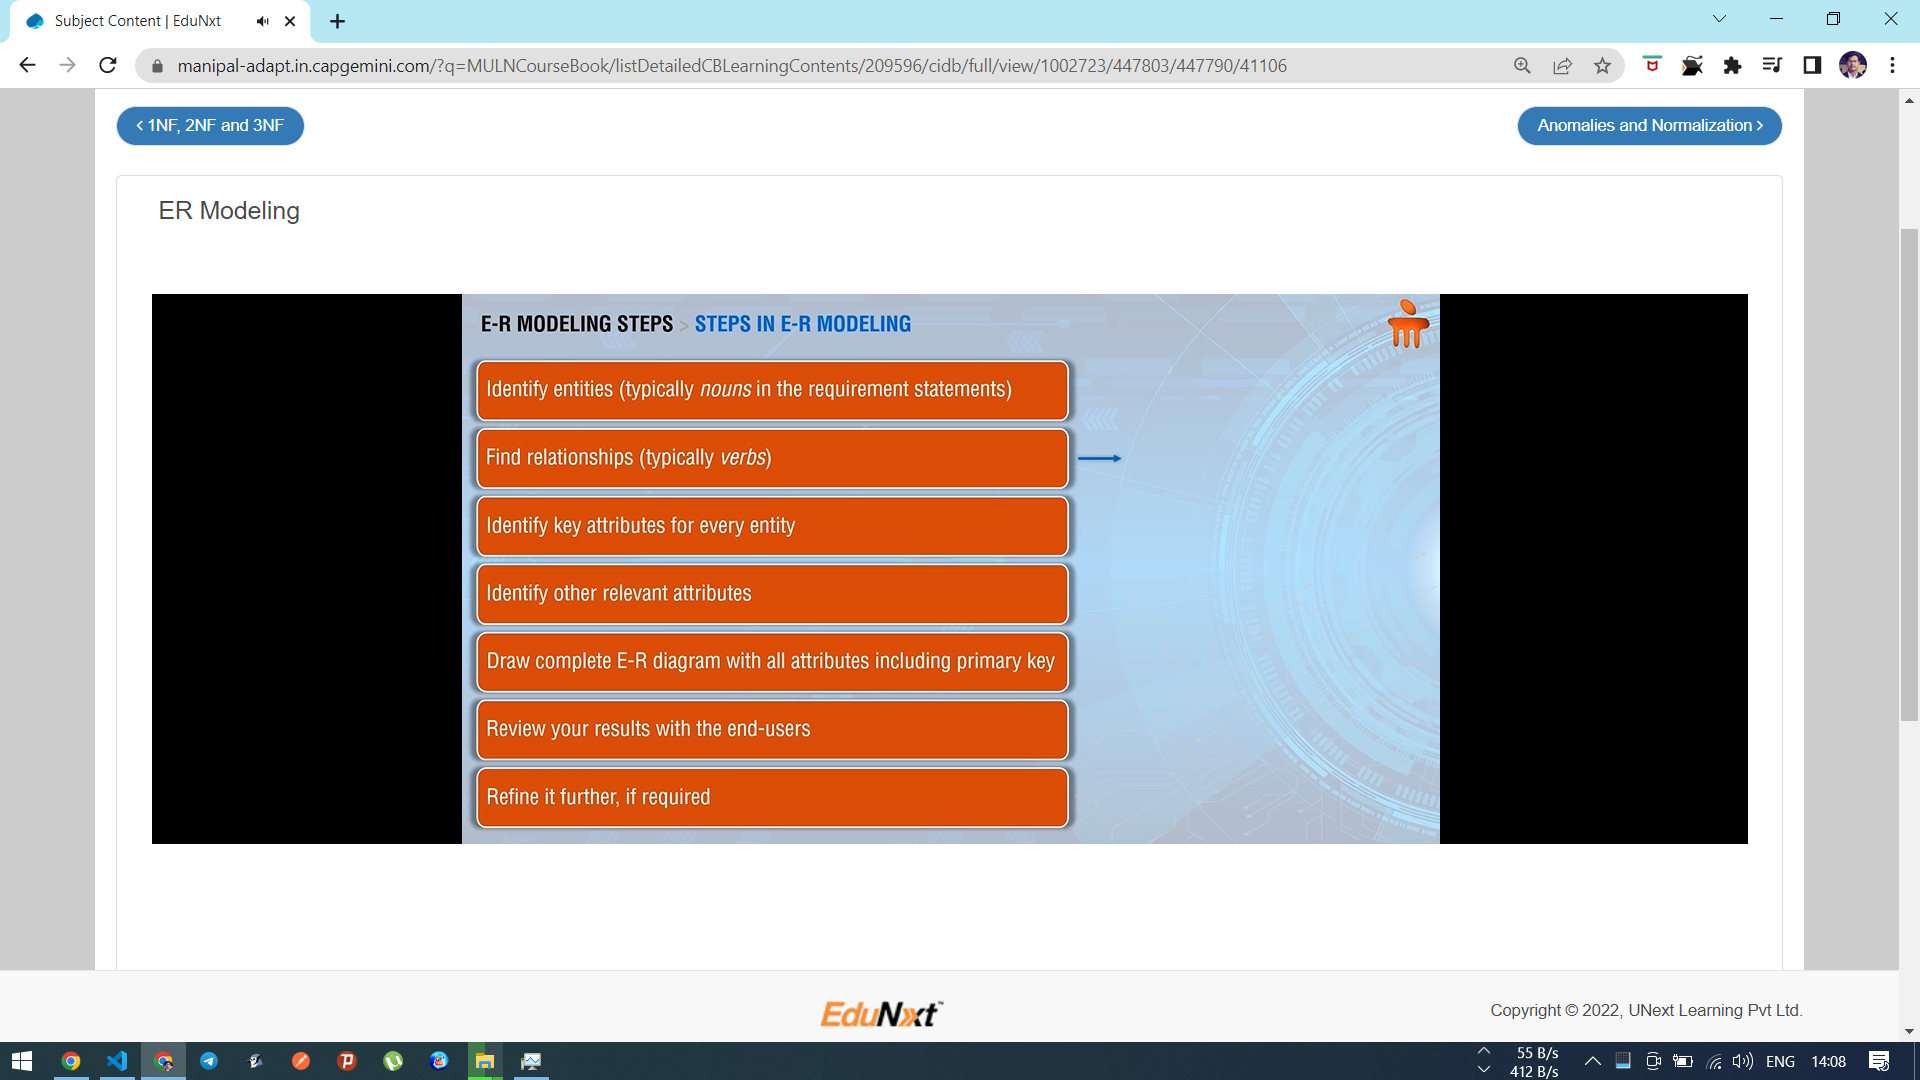 Subject Content | EduNxt
manipal-adapt.in.capgemini.com/?q=MULNCourseBook/listDetailedCBLearningContents/209596/cidb/full/view/1002723/447803/447790/41106
< 1NF, 2NF and 3NF
Anomalies and Normalization >
ER Modeling
E-R MODELING STEPS > STEPS IN E-R MODELING
Identify entities (typically nouns in the requirement statements)
Find relationships (typically verbs)
Identify key attributes for every entity
Identify other relevant attributes
Draw complete E-R diagram with all attributes including primary key
Review your results with the end-users
Refine it further, if required
EduNxt
Copyright © 2022, UNext Learning Pvt Ltd.
55 B/s
412 B/s
ENG
14:08